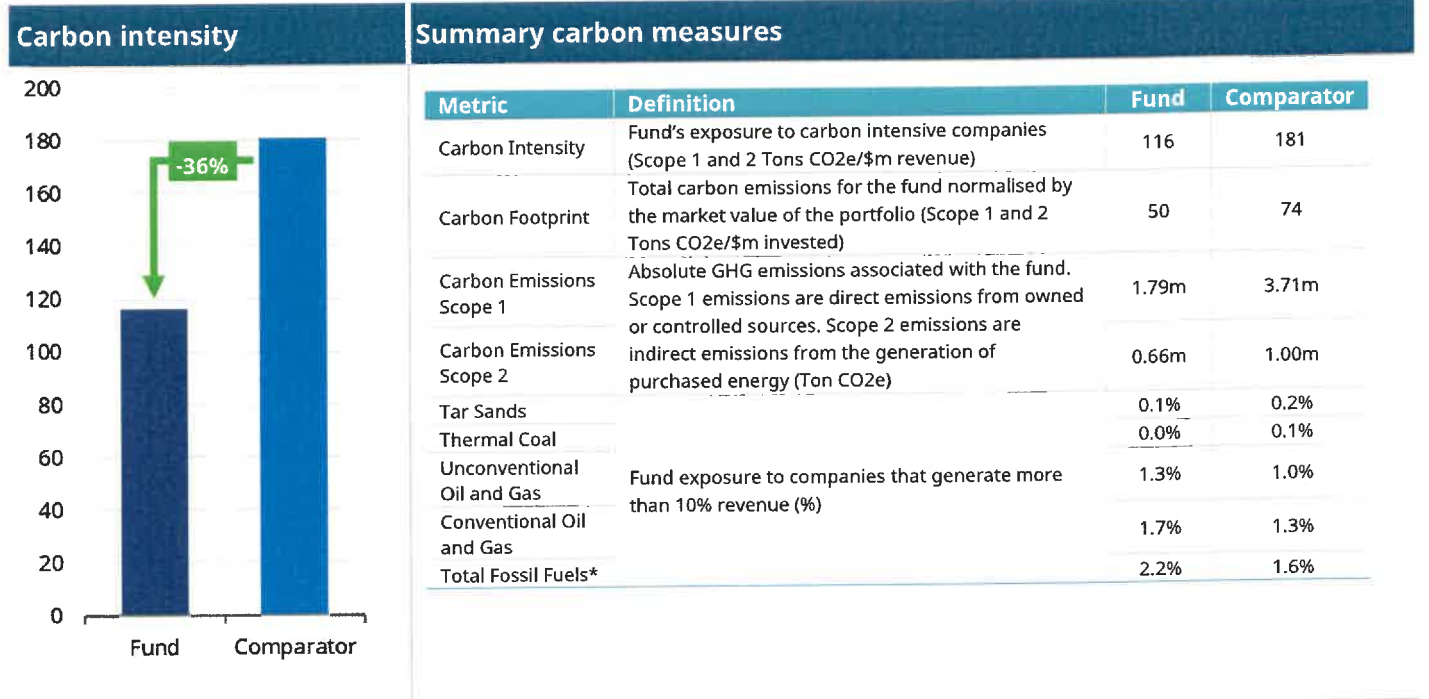 Carbon intensity
200
180
160
140
120
100
80
60
40
20
0
-36%
Fund
Comparator
Summary carbon measures
Metric Definition Fund Comparator
Carbon Intensity
Fund's exposure to carbon intensive companies
(Scope 1 and 2 Tons CO2e/$m revenue)
116 181
Carbon Footprint
Total carbon emissions for the fund normalised by
the market value of the portfolio (Scope 1 and 2
Tons CO2e/$m invested)
50 74
Carbon Emissions
Scope 1
Absolute GHG emissions associated with the fund.
Scope 1 emissions are direct emissions from owned
or controlled sources. Scope 2 emissions are
indirect emissions from the generation of
purchased energy (Ton CO2e)
1.79m 3.71m
Carbon Emissions
Scope 2
0.66m 1.00m
Tar Sands
0.1% 0.2%
Thermal Coal
0.0% 0.1%
Unconventional
Oil and Gas
Fund exposure to companies that generate more
than 10% revenue (%)
1.3% 1.0%
Conventional Oil
and Gas
1.7% 1.3%
Total Fossil Fuels*
2.2% 1.6%